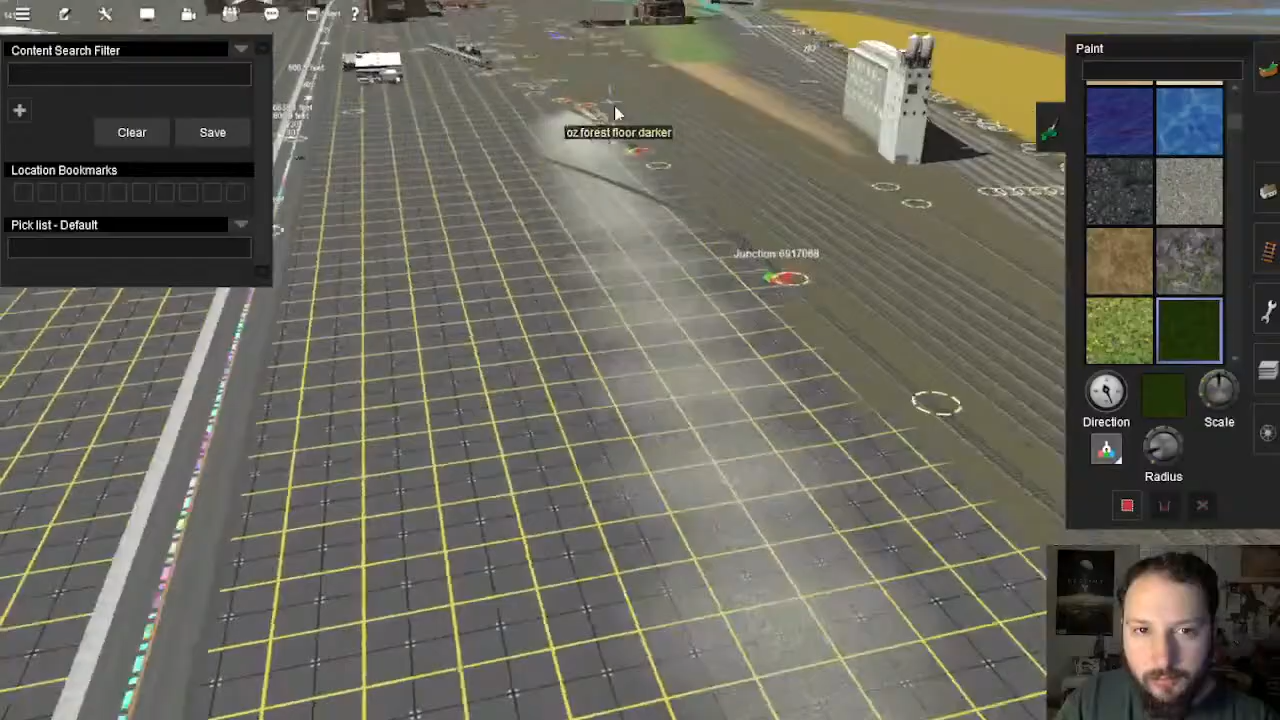 ?
Content Search Filter
Clear
Save
Location Bookmarks
Pick list - Default
oz.forest floor darker
Junction 6917068
Paint
Direction
Scale
Radius